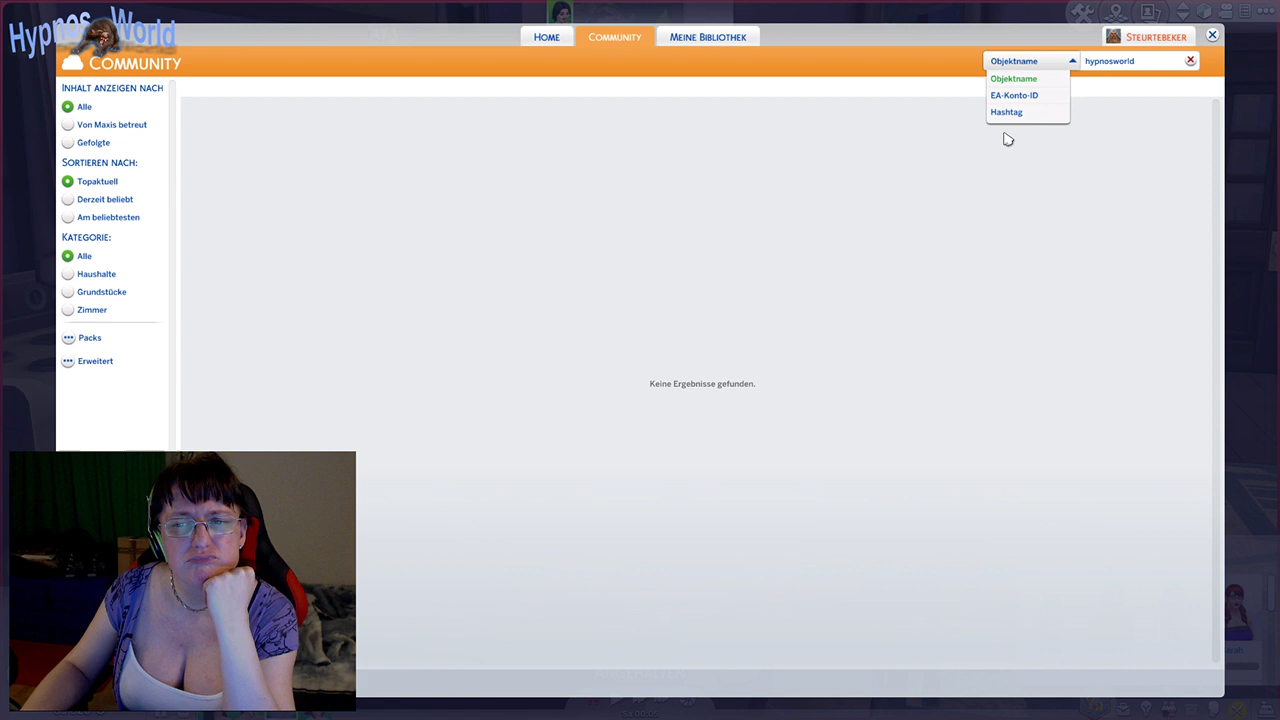 Hypnos World
HOME
COMMUNITY
MEINE BIBLIOTHEK
STEURTEBEKER
COMMUNITY
Objektname
hypnosworld
Objektname
EA-Konto-ID
Hashtag
INHALT ANZEIGEN NACH
Alle
Von Maxis betreut
Gefolgte
SORTIEREN NACH:
Topaktuell
Derzeit beliebt
Am beliebtesten
KATEGORIE:
Alle
Haushalte
Grundstücke
Zimmer
Packs
Erweitert
Keine Ergebnisse gefunden.